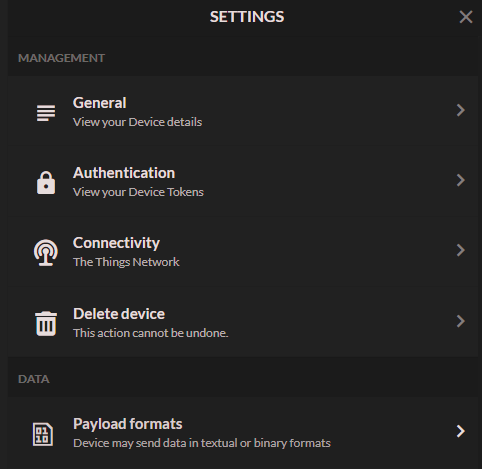 SETTINGS
MANAGEMENT
General
View your Device details
Authentication
View your Device Tokens
Connectivity
The Things Network
Delete device
This action cannot be undone.
DATA
Payload formats
Device may send data in textual or binary formats